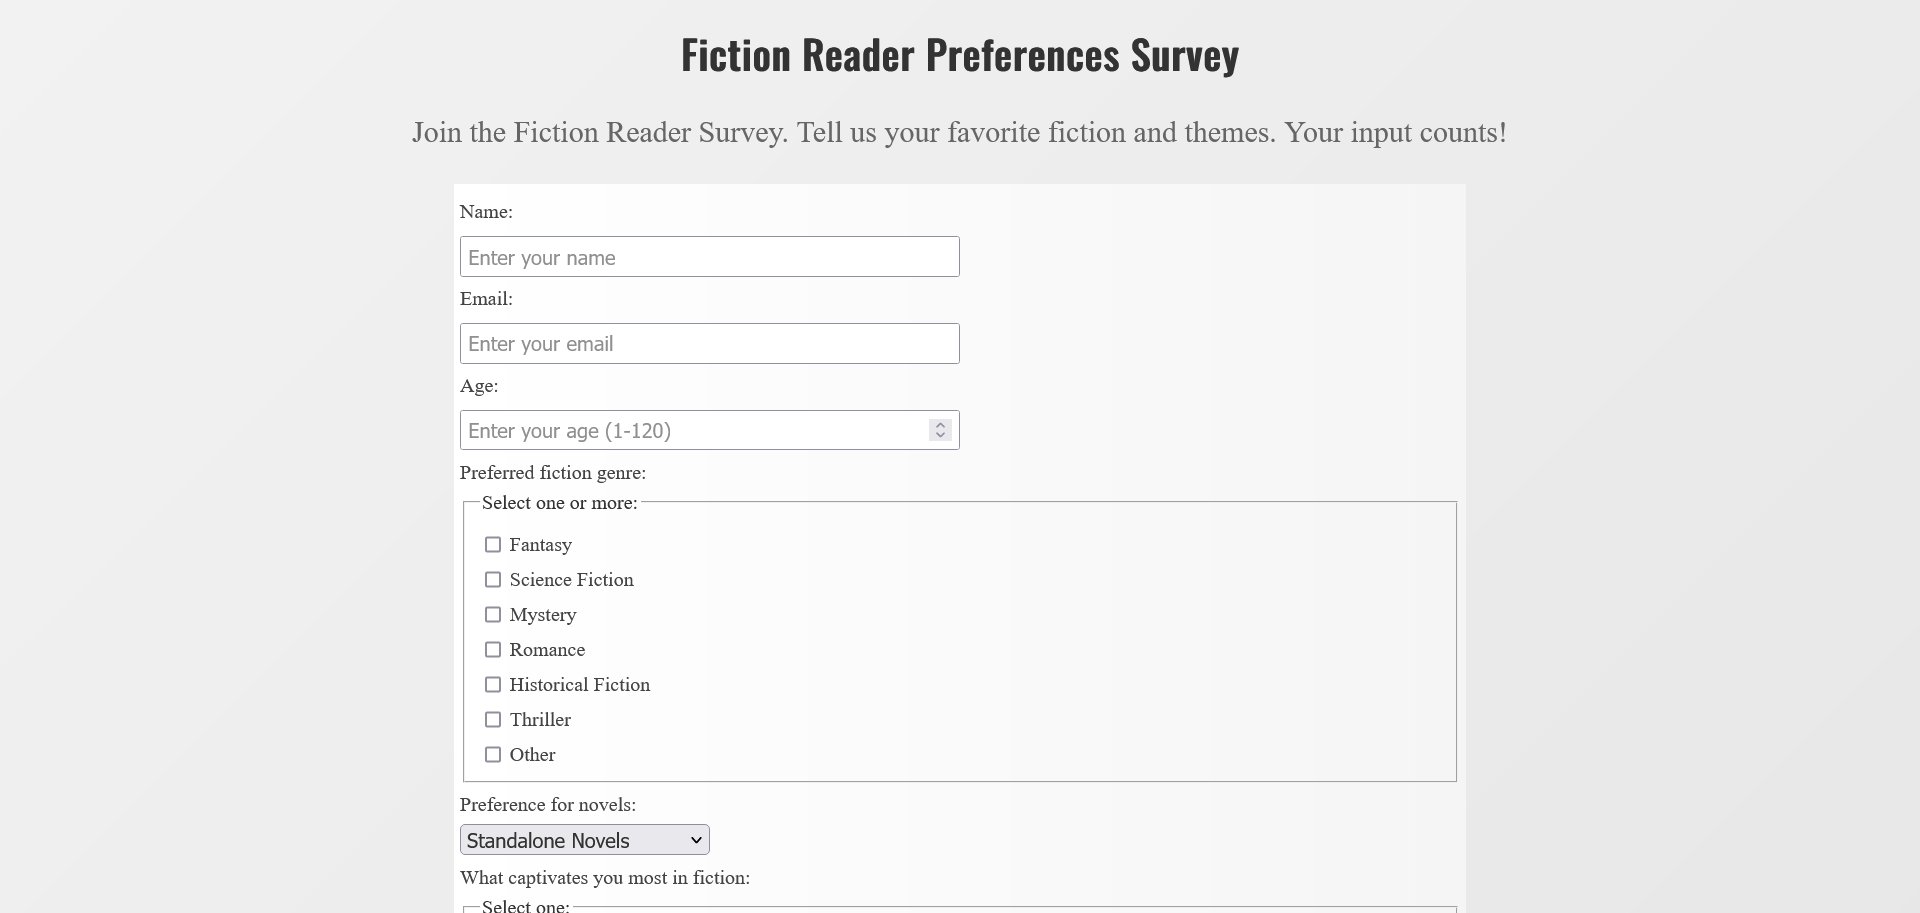 Fiction Reader Preferences Survey
Join the Fiction Reader Survey. Tell us your favorite fiction and themes. Your input counts!
Name:
Enter your name
Email:
Enter your email
Age:
Enter your age (1-120)
Preferred fiction genre:
Select one or more:
Fantasy
Science Fiction
Mystery
Romance
Historical Fiction
Thriller
Other
Preference for novels:
Standalone Novels
What captivates you most in fiction:
Select one: